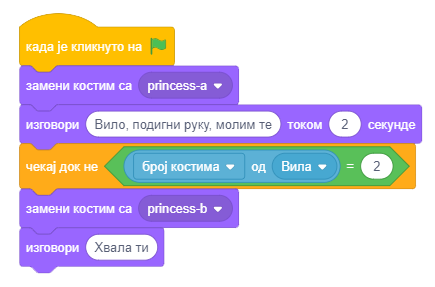 када је кликнуто на
замени костим са princess-a
изговори Вило, подигни руку, молим те током 2 секунде
чекај док не број костима од Вила = 2
замени костим са princess-b
изговори Хвала ти